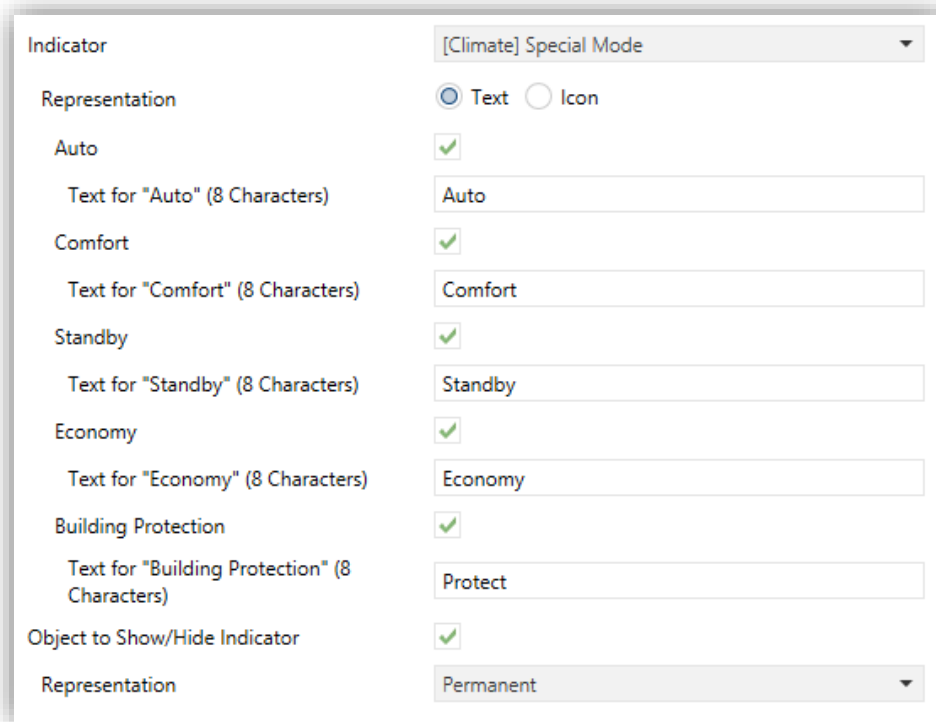 Indicator [Climate] Special Mode
Representation Text Icon
Auto
Text for "Auto" (8 Characters) Auto
Comfort
Text for "Comfort" (8 Characters) Comfort
Standby
Text for "Standby" (8 Characters) Standby
Economy
Text for "Economy" (8 Characters) Economy
Building Protection
Text for "Building Protection" (8
Characters) Protect
Object to Show/Hide Indicator
Representation Permanent